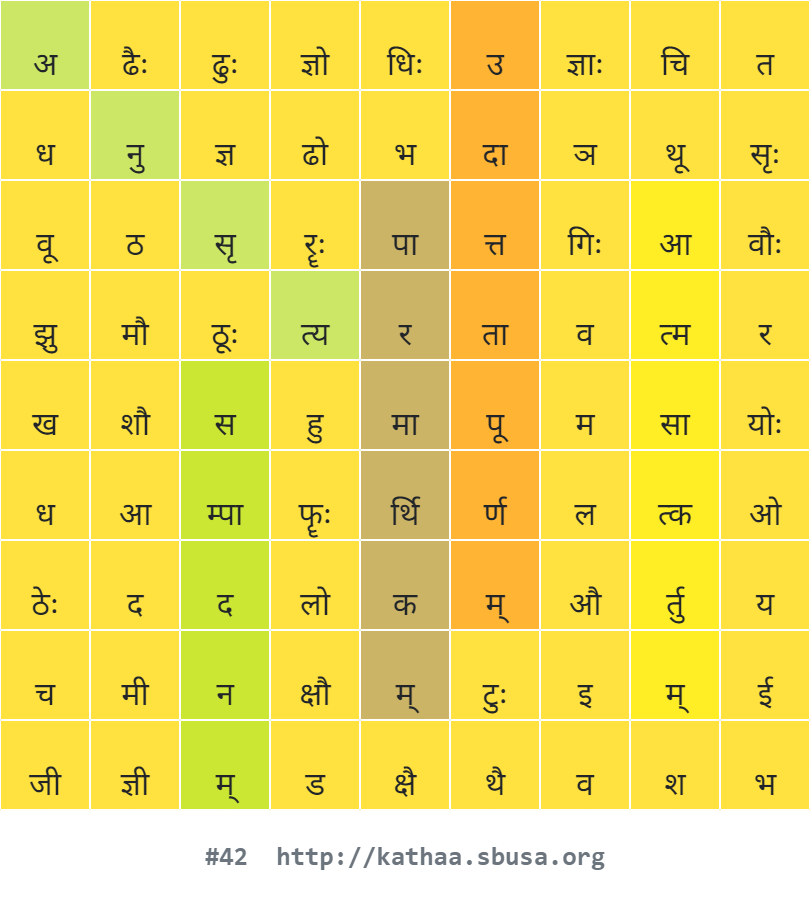 अ ढैः ढुः ज्ञो धिः उ ज्ञाः चि त
ध नु ज्ञ ढो भ दा ञ थू सृः
वू ठ सृ रॄः पा त्त गिः आ वौः
झु मौ ठूः त्य र ता व त्म र
ख शौ स हु मा पू म सा योः
ध आ म्पा फॄः र्थि र्ण ल त्क ओ
ठेः द द लो क म् औ र्तु य
च मी न क्षौ म् टुः इ म् ई
जी ज्ञी म् ड क्षै थै व श भ
#42 http://kathaa.sbusa.org